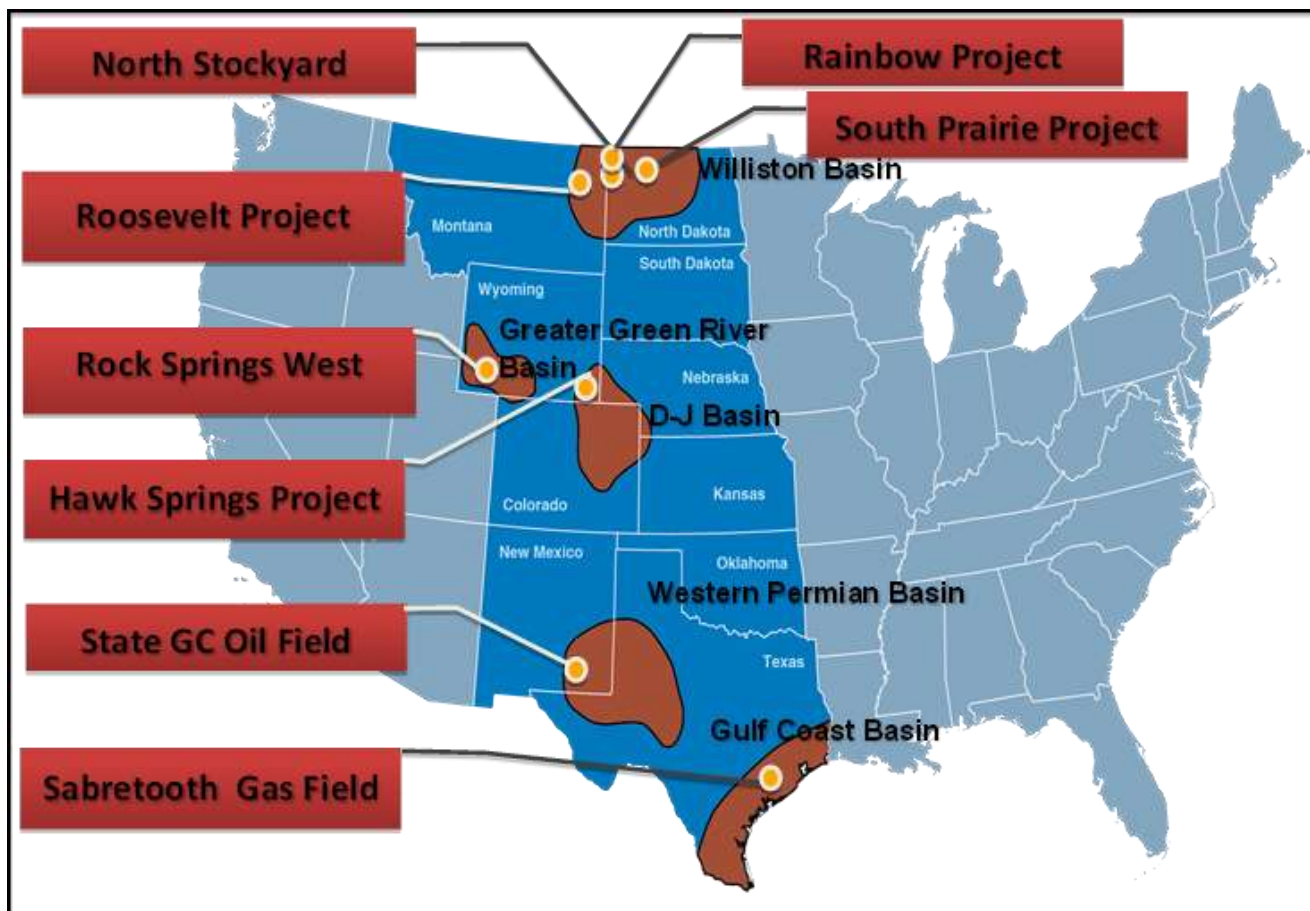 North Stockyard
Rainbow Project
South Prairie Project
Williston Basin
Roosevelt Project
Montana
North Dakota
South Dakota
Wyoming
Greater Green River
Basin
Rock Springs West
Nebraska
D-J Basin
Hawk Springs Project
Kansas
Colorado
New Mexico
Oklahoma
Western Permian Basin
State GC Oil Field
Texas
Gulf Coast Basin
Sabretooth  Gas Field